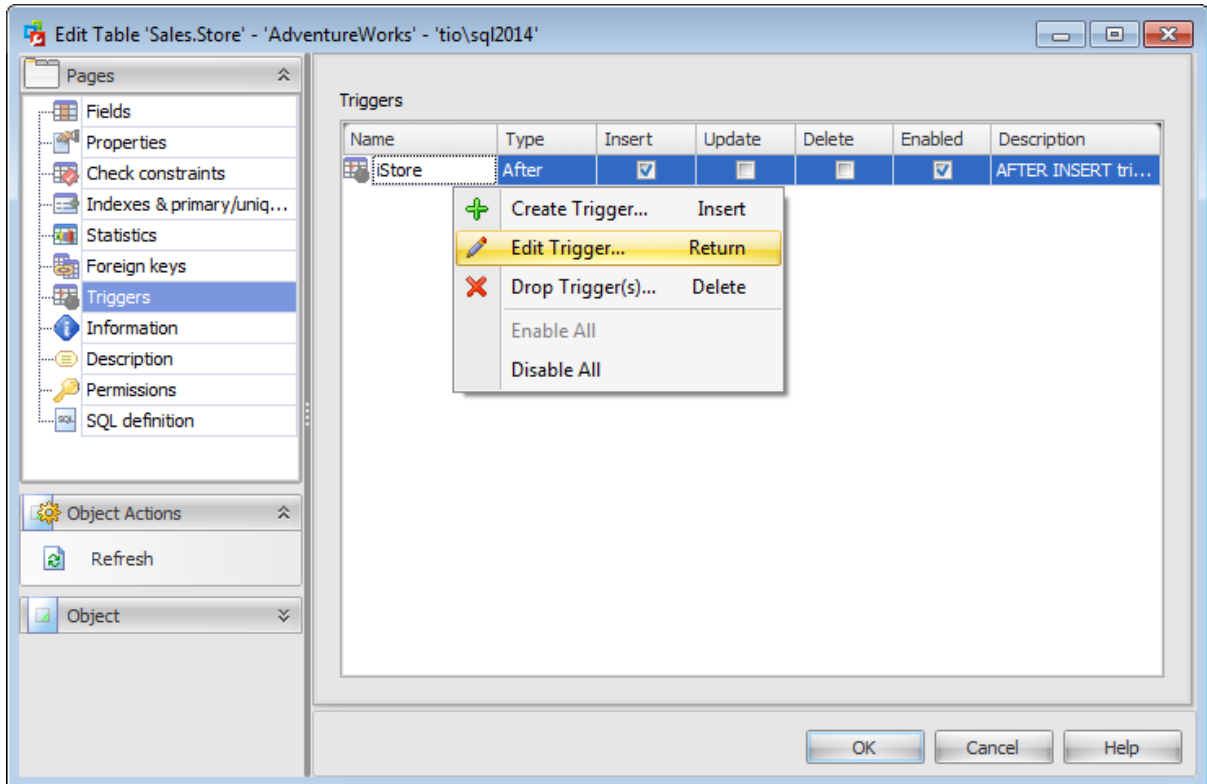 Edit Table 'Sales.Store' - 'AdventureWorks' - 'tio\sql2014'
Pages
Fields
Properties
Check constraints
Indexes & primary/uniq...
Statistics
Foreign keys
Triggers
Information
Description
Permissions
SQL SQL definition
Object Actions
Refresh
Object
Triggers
Name Type Insert Update Delete Enabled Description
iStore After AFTER INSERT tri...
Create Trigger... Insert
Edit Trigger... Return
Drop Trigger(s)... Delete
Enable All
Disable All
OK Cancel Help